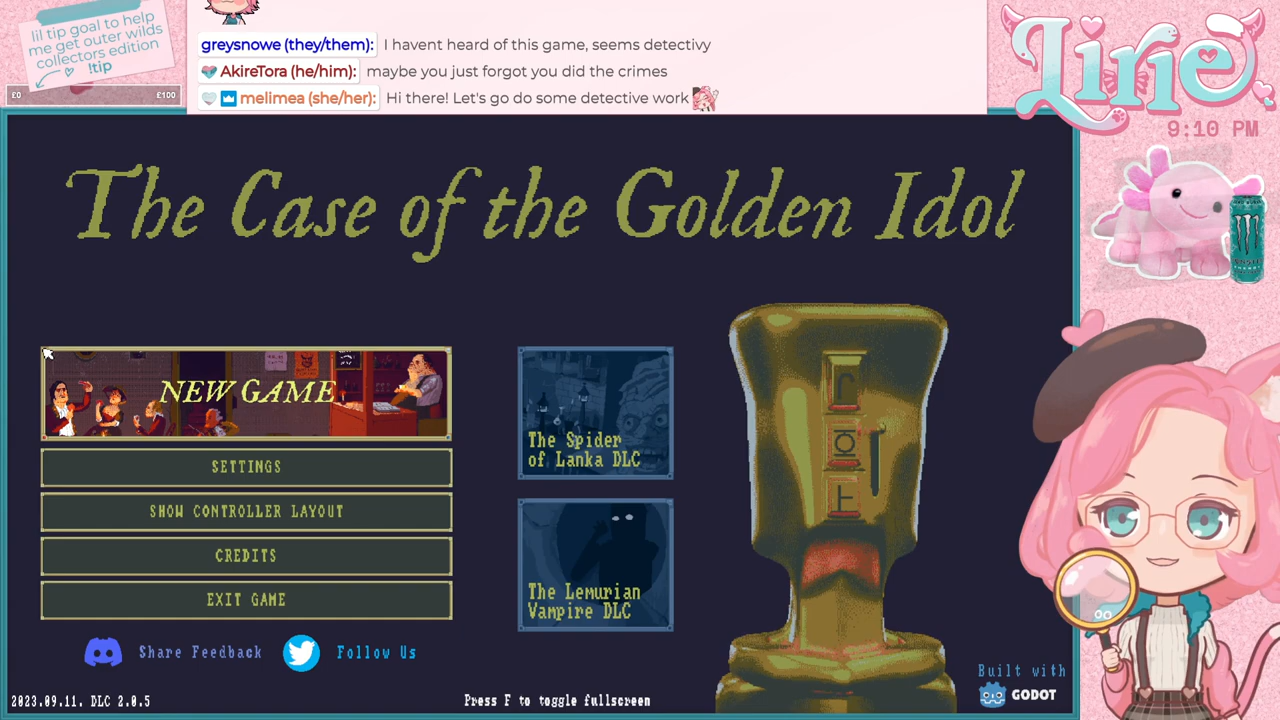 lil tip goal to help
me get outer wilds
collectors edition
!tip
£0
£100
greysnowe (they/them): I havent heard of this game, seems detectivy
AkireTora (he/him): maybe you just forgot you did the crimes
melimea (she/her): Hi there! Let's go do some detective work
Lirie
9:10 PM
The Case of the Golden Idol
NEW GAME
SETTINGS
SHOW CONTROLLER LAYOUT
CREDITS
EXIT GAME
Share Feedback
Follow Us
The Spider
of Lanka DLC
The Lemurian
Vampire DLC
2023.09.11. DLC 2.0.5
Press F to toggle fullscreen
Built with
GODOT